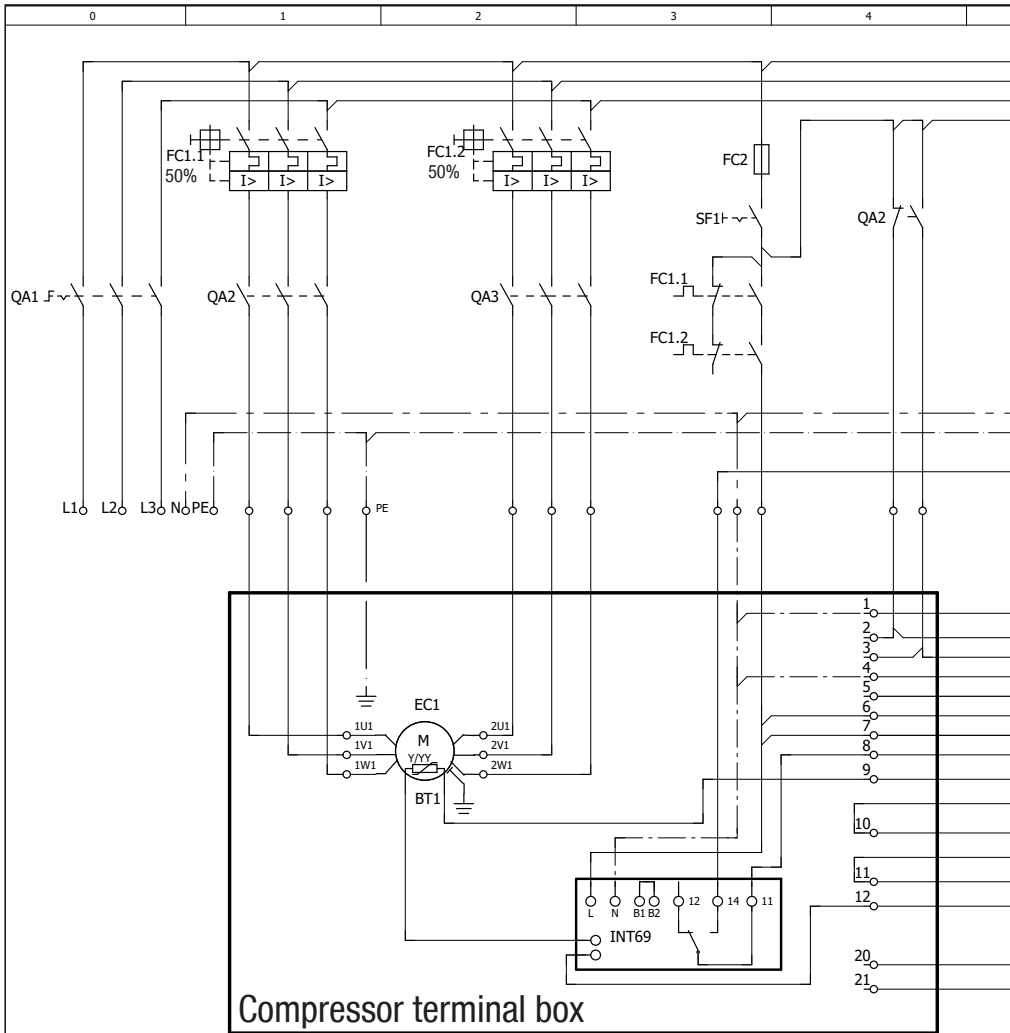 0 1 2 3 4
FC1.1
50%
I> I> I>
FC1.2
50%
I> I> I>
FC2
SF1
QA2
QA1
QA2
QA3
FC1.1
FC1.2
L1 L2 L3 N PE
PE
1
2
3
4
5
6
7
8
9
10
11
12
20
21
EC1
1U1
1V1
1W1
M
Y/YY
2U1
2V1
2W1
BT1
L N B1 B2 12 14 11
INT69
Compressor terminal box